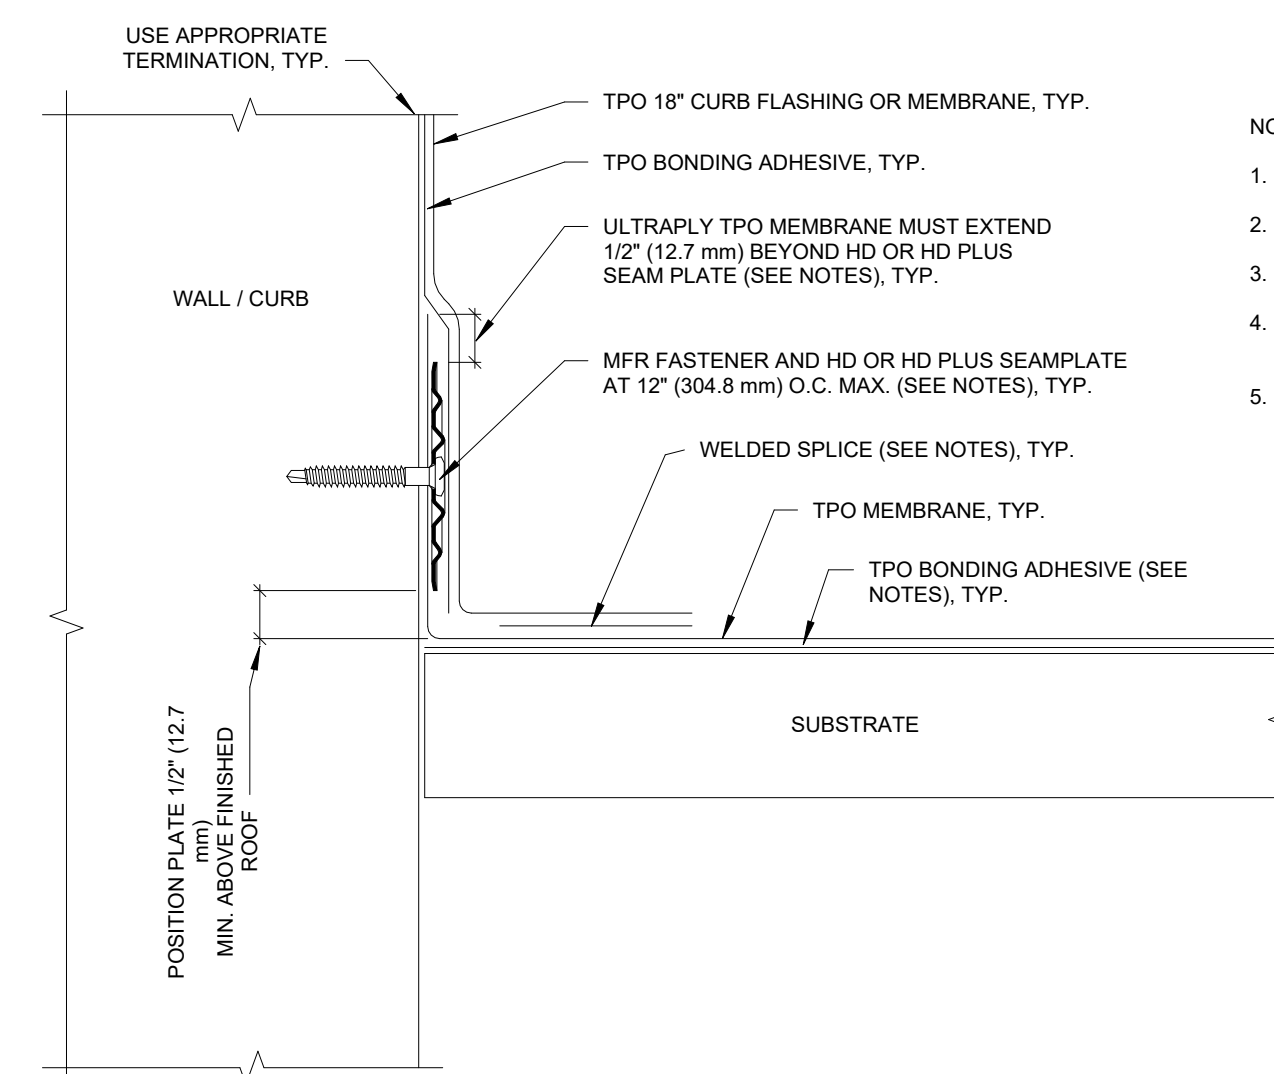 USE APPROPRIATE
TERMINATION, TYP.
TPO 18" CURB FLASHING OR MEMBRANE, TYP.
TPO BONDING ADHESIVE, TYP.
ULTRAPLY TPO MEMBRANE MUST EXTEND
1/2" (12.7 mm) BEYOND HD OR HD PLUS
SEAM PLATE (SEE NOTES), TYP.
WALL / CURB
MFR FASTENER AND HD OR HD PLUS SEAMPLATE
AT 12" (304.8 mm) O.C. MAX. (SEE NOTES), TYP.
WELDED SPLICE (SEE NOTES), TYP.
TPO MEMBRANE, TYP.
TPO BONDING ADHESIVE (SEE
NOTES), TYP.
SUBSTRATE
POSITION PLATE 1/2" (12.7
mm)
MIN. ABOVE FINISHED
ROOF
1.
2.
3.
4.
5.